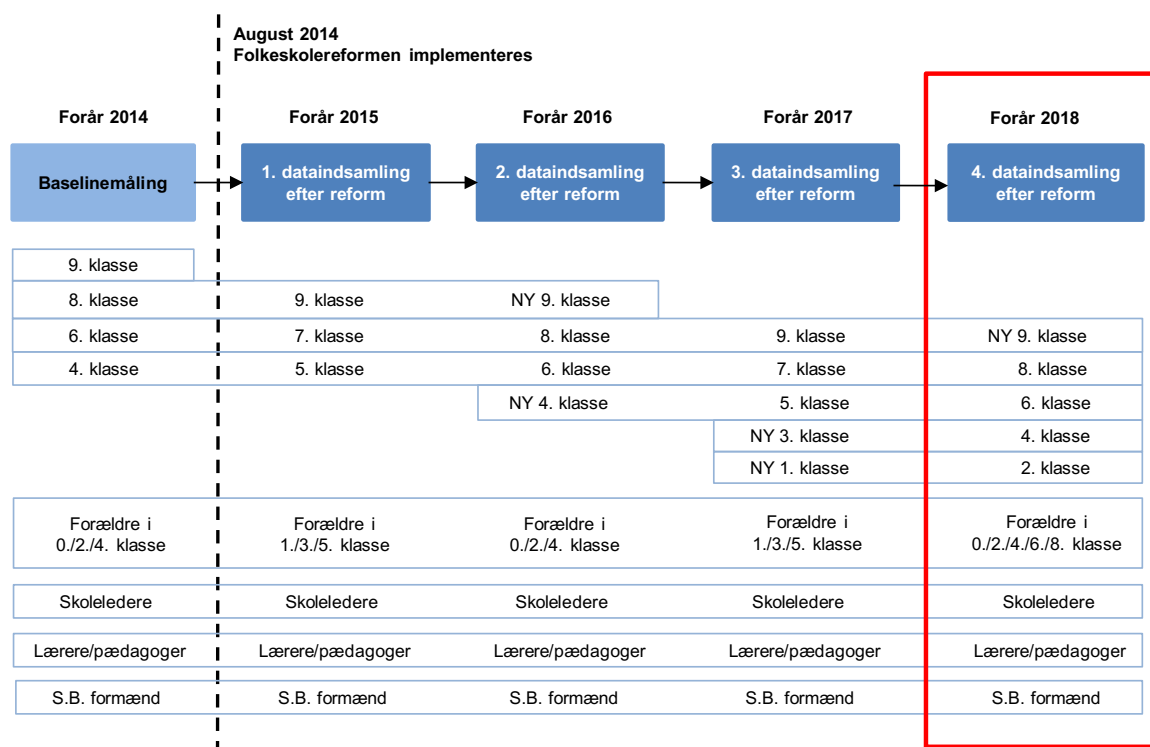 August 2014
Folkeskolereformen implementeres
Forår 2014 Forår 2015 Forår 2016 Forår 2017 Forår 2018
Baselinemåling 1. dataindsamling 2. dataindsamling 3. dataindsamling 4. dataindsamling
efter reform efter reform efter reform efter reform
9. klasse
8. klasse 9. klasse NY 9. klasse
6. klasse 7. klasse 8. klasse 9. klasse NY 9. klasse
4. klasse 5. klasse 6. klasse 7. klasse 8. klasse
NY 4. klasse 5. klasse 6. klasse
NY 3. klasse 4. klasse
NY 1. klasse 2. klasse
Forældre i Forældre i Forældre i Forældre i Forældre i
0./2./4. klasse 1./3./5. klasse 0./2./4. klasse 1./3./5. klasse 0./2./4./6./8. klasse
Skoleledere Skoleledere Skoleledere Skoleledere Skoleledere
Lærere/pædagoger Lærere/pædagoger Lærere/pædagoger Lærere/pædagoger Lærere/pædagoger
S.B. formænd S.B. formænd S.B. formænd S.B. formænd S.B. formænd